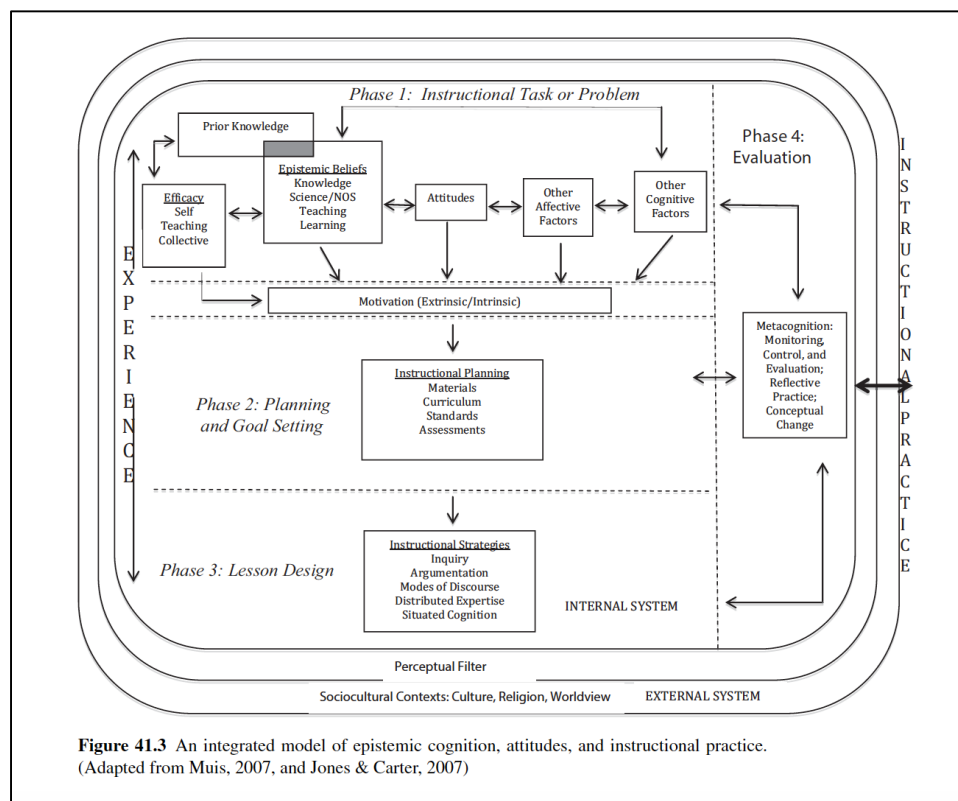 Phase 1: Instructional Task or Problem
Prior Knowledge
Phase 4:
Evaluation
Epistemic Beliefs
Knowledge
Science/NOS
Teaching
Learning
Efficacy
Self
Teaching
Collective
Attitudes
Other
Affective
Factors
Other
Cognitive
Factors
EXPERIENCE
INSTRUCTIONAL PRACTICE
Motivation (Extrinsic/Intrinsic)
Metacognition:
Monitoring,
Control, and
Evaluation;
Reflective
Practice;
Conceptual
Change
Phase 2: Planning
and Goal Setting
Instructional Planning
Materials
Curriculum
Standards
Assessments
Phase 3: Lesson Design
Instructional Strategies
Inquiry
Argumentation
Modes of Discourse
Distributed Expertise
Situated Cognition
INTERNAL SYSTEM
Perceptual Filter
Sociocultural Contexts: Culture, Religion, Worldview
EXTERNAL SYSTEM
Figure 41.3 An integrated model of epistemic cognition, attitudes, and instructional practice.
(Adapted from Muis, 2007, and Jones & Carter, 2007)